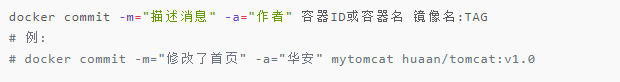 docker commit -m="描述消息" -a="作者" 容器ID或容器名 镜像名:TAG
# 例:
# docker commit -m="修改了首页" -a="华安" mytomcat huaan/tomcat:v1.0